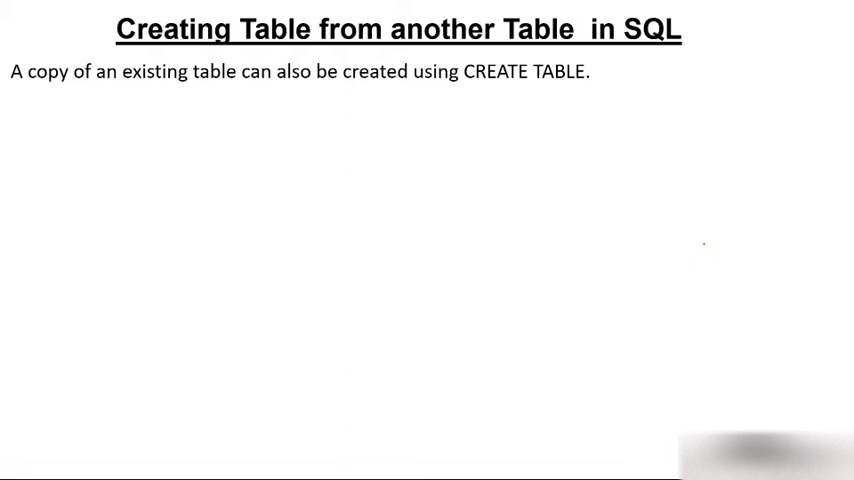 Creating Table from another Table in SQL
A copy of an existing table can also be created using CREATE TABLE.